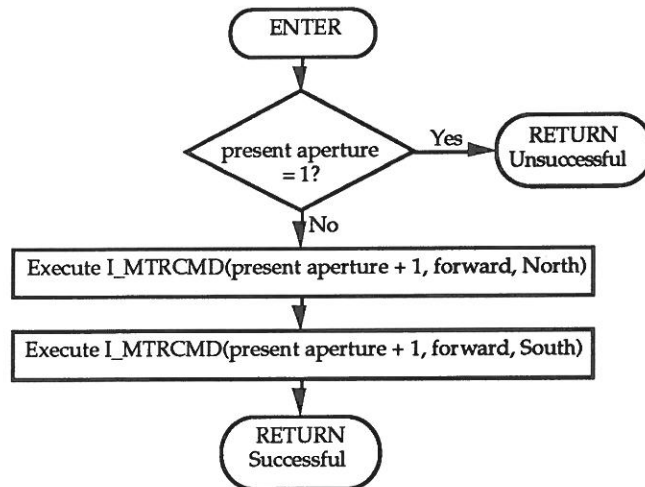 ENTER
present aperture
= 1?
Yes
RETURN
Unsuccessful
No
Execute I_MTRCMD(present aperture + 1, forward, North)
Execute I_MTRCMD(present aperture + 1, forward, South)
RETURN
Successful